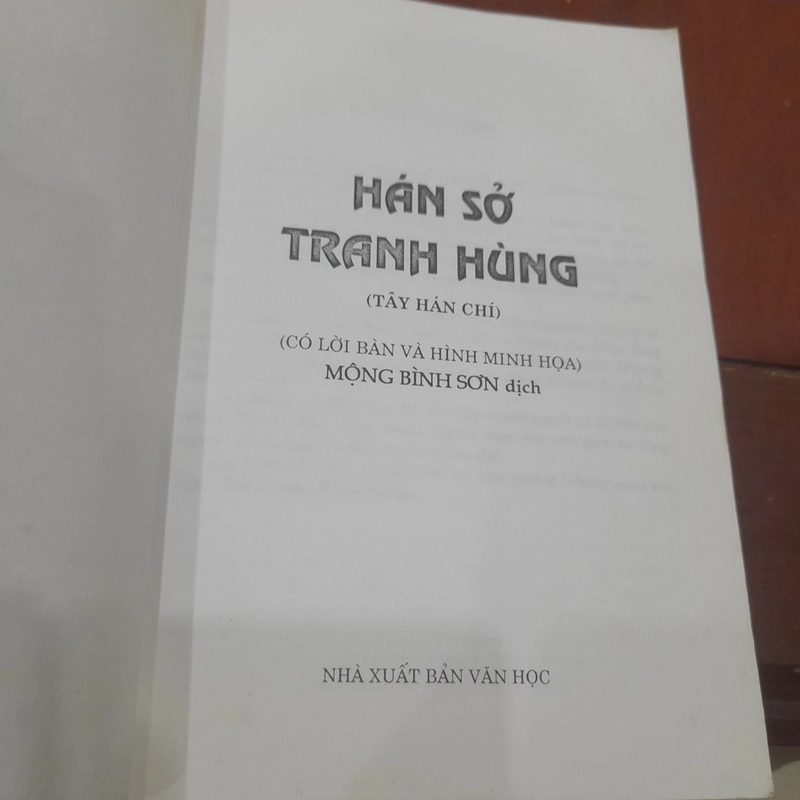 HÁN SỞ
TRANH HÙNG
(TÂY HÁN CHÍ)
(CÓ LỜI BÀN VÀ HÌNH MINH HỌA)
MỘNG BÌNH SƠN dịch
NHÀ XUẤT BẢN VĂN HỌC